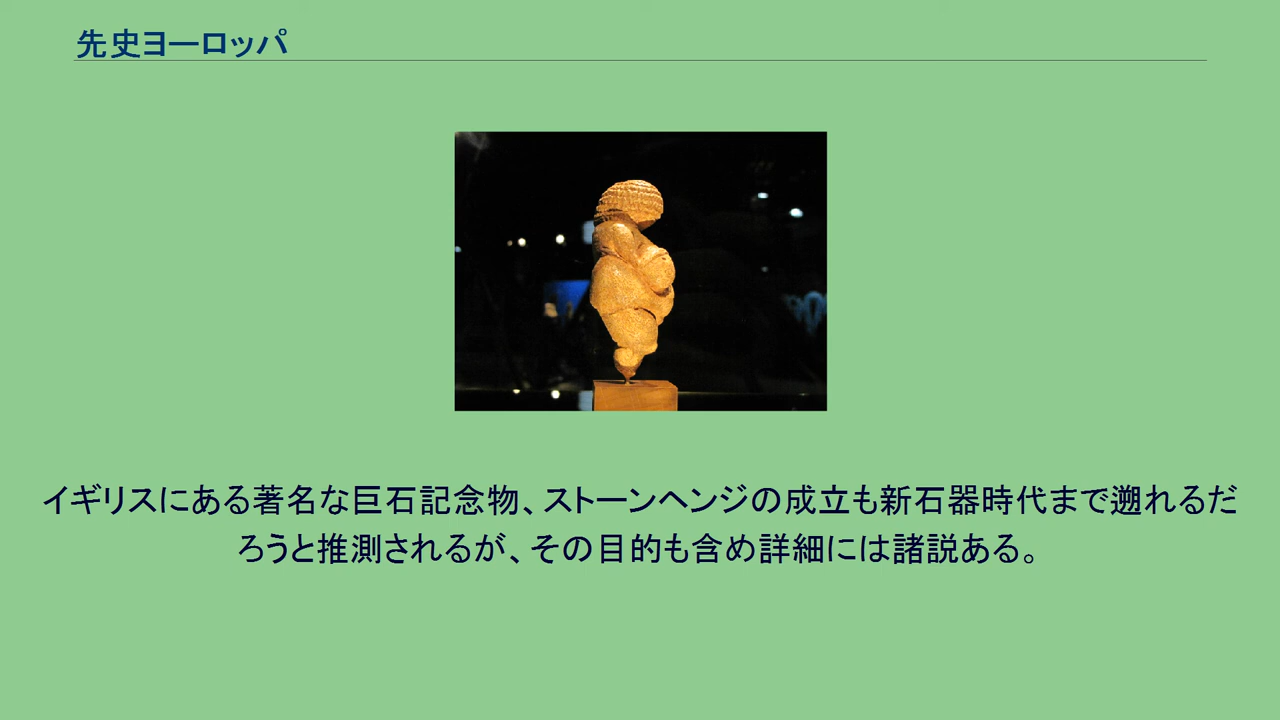 先史ヨーロッパ
イギリスにある著名な巨石記念物、ストーンヘンジの成立も新石器時代まで遡れるだ
ろうと推測されるが、その目的も含め詳細には諸説ある。